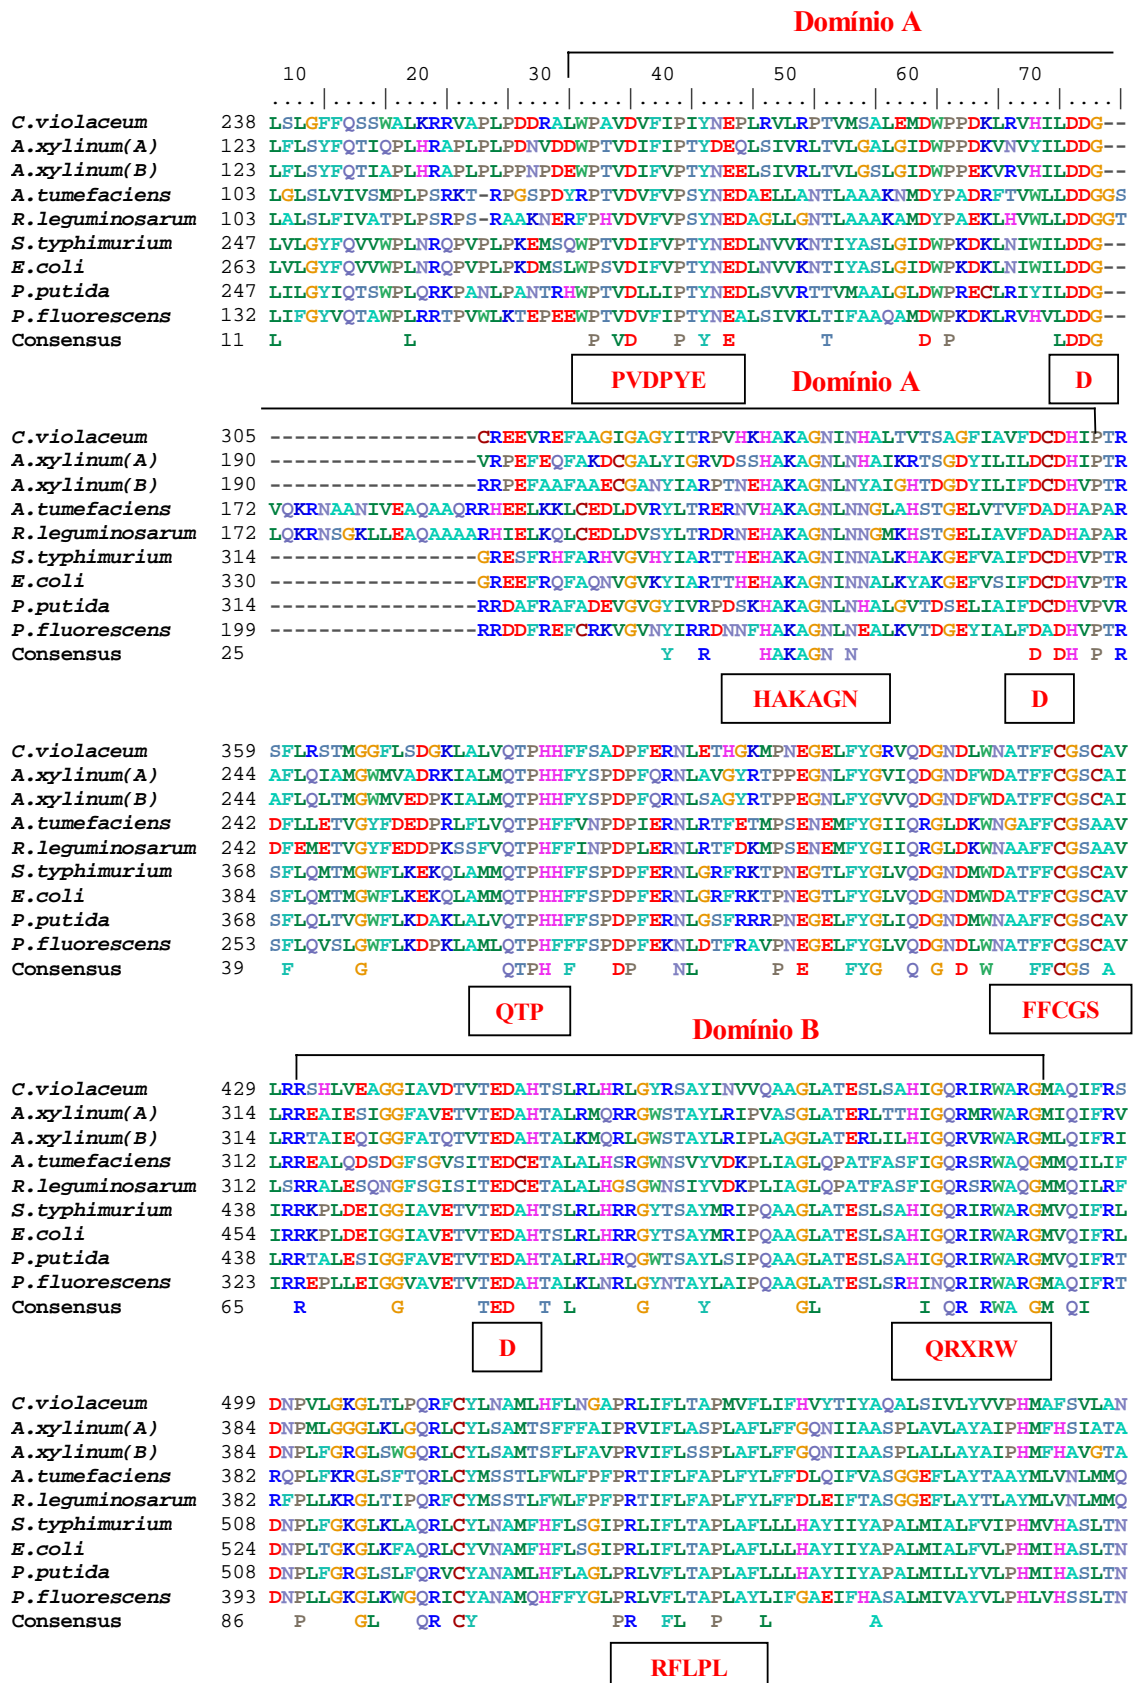 Domínio A
10 20 30 40 50 60 70
....|....|....|....|....|....|....|....|....|....|....|....|....|....|
C.violaceum 238 LSLGFFQSSWALKRRVAPLPDDRALWPAVDVFIPIYNEPLRVLRPTVMSALEMDWPPDKLRVHILDDG--
A.xylinum(A) 123 LFLSYFQTIQPLHRAPLPLPDNVDDWPTVDIFIPTYDEQLSIVRLTVLGALGIDWPPDKVNVYILDDG--
A.xylinum(B) 123 LFLSYFQTIAPLHRAPLPLPPNPDEWPTVDIFIPTYNEELSIVRLTVLGSLGIDWPPEKVRVHILDDG--
A.tumefaciens 103 LGLSLVIVSMPLPSRKT-RPGSPDYRPTVDVFVPSYNEDAELLANTLAAAKNMDYPADRFTVWLLDDGGS
R.leguminosarum 103 LALSLFIVATPLPSRPS-RAAKNERFPHVDVFVPSYNEDAGLLGNTLAAAKAMDYPAEKLHVWLLDDGGT
S.typhimurium 247 LVLGYFQVVWPLNRQPVPLPKEMSQWPTVDIFVPTYNEDLNVVKNTIYASLGIDWPKDKLNIWILDDG--
E.coli 263 LVLGYFQVVWPLNRQPVPLPKDMSLWPSVDIFVPTYNEDLNVVKNTIYASLGIDWPKDKLNIWILDDG--
P.putida 247 LILGYIQTSWPLQRKPANLPANTRHWPTVDLLIPTYNEDLSVVRTTVMAALGLDWPRECLRIYILDDG--
P.fluorescens 132 LIFGYVQTAWPLRRTPVWLKTEPEEWPTVDVFIPTYNEALSIVKLTIFAAQAMDWPKDKLRVHVLDDG--
Consensus 11 L L P VD P Y E T D P LDDG
PVDPYE Domínio A D
C.violaceum 305 -----------------CREEVREFAAGIGAGYITRPVHKHAKAGNINHALTVTSAGFIAVFDCDHIPTR
A.xylinum(A) 190 -----------------VRPEFEQFAKDCGALYIGRVDSSHAKAGNLNHAIKRTSGDYILILDCDHIPTR
A.xylinum(B) 190 -----------------RRPEFAAFAAECGANYIARPTNEHAKAGNLNYAIGHTDGDYILIFDCDHVPTR
A.tumefaciens 172 VQKRNAANIVEAQAAQRRHEELKKLCEDLDVRYLTRERNVHAKAGNLNNGLAHSTGELVTVFDADHAPAR
R.leguminosarum 172 LQKRNSGKLLEAQAAAARHIELKQLCEDLDVSYLTRDRNEHAKAGNLNNGMKHSTGELIAVFDADHAPAR
S.typhimurium 314 -----------------GRESFRHFARHVGVHYIARTTHEHAKAGNINNALKHAKGEFVAIFDCDHVPTR
E.coli 330 -----------------GREEFRQFAQNVGVKYIARTTHEHAKAGNINNALKYAKGEFVSIFDCDHVPTR
P.putida 314 -----------------RRDAFRAFADEVGVGYIVRPDSKHAKAGNLNHALGVTDSELIAIFDCDHVPVR
P.fluorescens 199 -----------------RRDDFREFCRKVGVNYIRRDNNFHAKAGNLNEALKVTDGEYIALFDADHVPTR
Consensus 25 Y R HAKAGN N D DH P R
HAKAGN D
C.violaceum 359 SFLRSTMGGFLSDGKLALVQTPHHFFSADPFERNLETHGKMPNEGELFYGRVQDGNDLWNATFFCGSCAV
A.xylinum(A) 244 AFLQIAMGWMVADRKIALMQTPHHFYSPDPFQRNLAVGYRTPPEGNLFYGVIQDGNDFWDATFFCGSCAI
A.xylinum(B) 244 AFLQLTMGWMVEDPKIALMQTPHHFYSPDPFQRNLSAGYRTPPEGNLFYGVVQDGNDFWDATFFCGSCAI
A.tumefaciens 242 DFLLETVGYFDEDPRLFLVQTPHFFVNPDPIERNLRTFETMPSENEMFYGIIQRGLDKWNGAFFCGSAAV
R.leguminosarum 242 DFEMETVGYFEDDPKSSFVQTPHFFINPDPLERNLRTFDKMPSENEMFYGIIQRGLDKWNAAFFCGSAAV
S.typhimurium 368 SFLQMTMGWFLKEKQLAMMQTPHHFFSPDPFERNLGRFRKTPNEGTLFYGLVQDGNDMWDATFFCGSCAV
E.coli 384 SFLQMTMGWFLKEKQLAMMQTPHHFFSPDPFERNLGRFRKTPNEGTLFYGLVQDGNDMWDATFFCGSCAV
P.putida 368 SFLQLTVGWFLKDAKLALVQTPHHFFSPDPFERNLGSFRRRPNEGELFYGLIQDGNDMWNAAFFCGSCAV
P.fluorescens 253 SFLQVSLGWFLKDPKLAMLQTPHFFFSPDPFEKNLDTFRAVPNEGELFYGLVQDGNDLWNATFFCGSCAV
Consensus 39 F G QTPH F DP NL P E FYG Q G D W FFCGS A
QTP FFCGS
Domínio B
C.violaceum 429 LRRSHLVEAGGIAVDTVTEDAHTSLRLHRLGYRSAYINVVQAAGLATESLSAHIGQRIRWARGMAQIFRS
A.xylinum(A) 314 LRREAIESIGGFAVETVTEDAHTALRMQRRGWSTAYLRIPVASGLATERLTTHIGQRMRWARGMIQIFRV
A.xylinum(B) 314 LRRTAIEQIGGFATQTVTEDAHTALKMQRLGWSTAYLRIPLAGGLATERLILHIGQRVRWARGMLQIFRI
A.tumefaciens 312 LRREALQDSDGFSGVSITEDCETALALHSRGWNSVYVDKPLIAGLQPATFASFIGQRSRWAQGMMQILIF
R.leguminosarum 312 LSRRALESQNGFSGISITEDCETALALHGSGWNSIYVDKPLIAGLQPATFASFIGQRSRWAQGMMQILRF
S.typhimurium 438 IRRKPLDEIGGIAVETVTEDAHTSLRLHRRGYTSAYMRIPQAAGLATESLSAHIGQRIRWARGMVQIFRL
E.coli 454 IRRKPLDEIGGIAVETVTEDAHTSLRLHRRGYTSAYMRIPQAAGLATESLSAHIGQRIRWARGMVQIFRL
P.putida 438 LRRTALESIGGFAVETVTEDAHTALRLHRQGWTSAYLSIPQAAGLATESLSAHIGQRIRWARGMVQIFRT
P.fluorescens 323 IRREPLLEIGGVAVETVTEDAHTALKLNRLGYNTAYLAIPQAAGLATESLSRHINQRIRWARGMAQIFRT
Consensus 65 R G TED T L G Y GL I QR RWA GM QI
D QRXRW
C.violaceum 499 DNPVLGKGLTLPQRFCYLNAMLHFLNGAPRLIFLTAPMVFLIFHVYTIYAQALSIVLYVVPHMAFSVLAN
A.xylinum(A) 384 DNPMLGGGLKLGQRLCYLSAMTSFFFAIPRVIFLASPLAFLFFGQNIIAASPLAVLAYAIPHMFHSIATA
A.xylinum(B) 384 DNPLFGRGLSWGQRLCYLSAMTSFLFAVPRVIFLSSPLAFLFFGQNIIAASPLALLAYAIPHMFHAVGTA
A.tumefaciens 382 RQPLFKRGLSFTQRLCYMSSTLFWLFPFPRTIFLFAPLFYLFFDLQIFVASGGEFLAYTAAYMLVNLMMQ
R.leguminosarum 382 RFPLLKRGLTIPQRFCYMSSTLFWLFPFPRTIFLFAPLFYLFFDLEIFTASGGEFLAYTLAYMLVNLMMQ
S.typhimurium 508 DNPLFGKGLKLAQRLCYLNAMFHFLSGIPRLIFLTAPLAFLLLHAYIIYAPALMIALFVIPHMVHASLTN
E.coli 524 DNPLTGKGLKFAQRLCYVNAMFHFLSGIPRLIFLTAPLAFLLLHAYIIYAPALMIALFVLPHMIHASLTN
P.putida 508 DNPLFGRGLSLFQRVCYANAMLHFLAGLPRLVFLTAPLAFLLLHAYIIYAPALMILLYVLPHMIHASLTN
P.fluorescens 393 DNPLLGKGLKWGQRICYANAMQHFFYGLPRLVFLTAPLAYLIFGAEIFHASALMIVAYVLPHLVHSSLTN
Consensus 86 P GL QR CY PR FL P L A
RFLPL